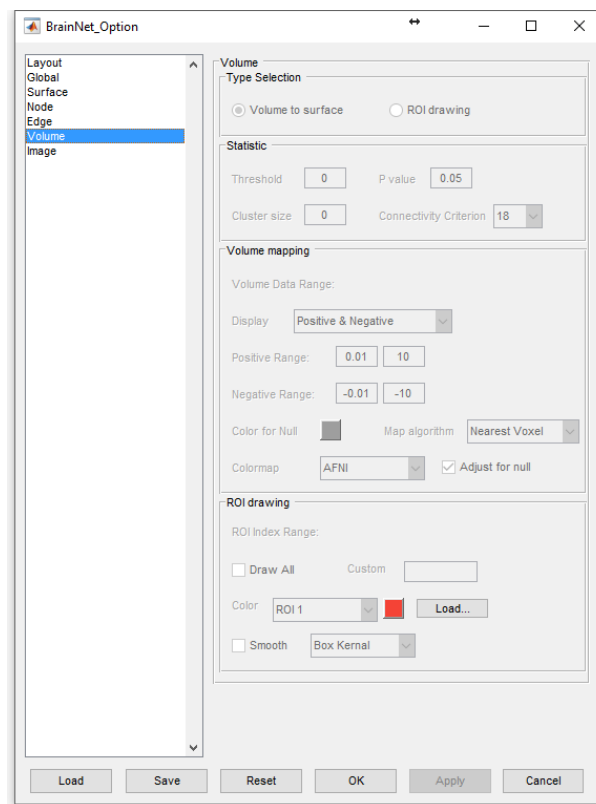 BrainNet_Option
Layout
Global
Surface
Node
Edge
Volume
Image
Volume
Type Selection
Volume to surface ROI drawing
Statistic
Threshold 0 P value 0.05
Cluster size 0 Connectivity Criterion 18
Volume mapping
Volume Data Range:
Display Positive & Negative
Positive Range: 0.01 10
Negative Range: -0.01 -10
Color for Null Map algorithm Nearest Voxel
Colormap AFNI Adjust for null
ROI drawing
ROI Index Range:
Draw All Custom
Color ROI 1 Load...
Smooth Box Kernal
Load Save Reset OK Apply Cancel